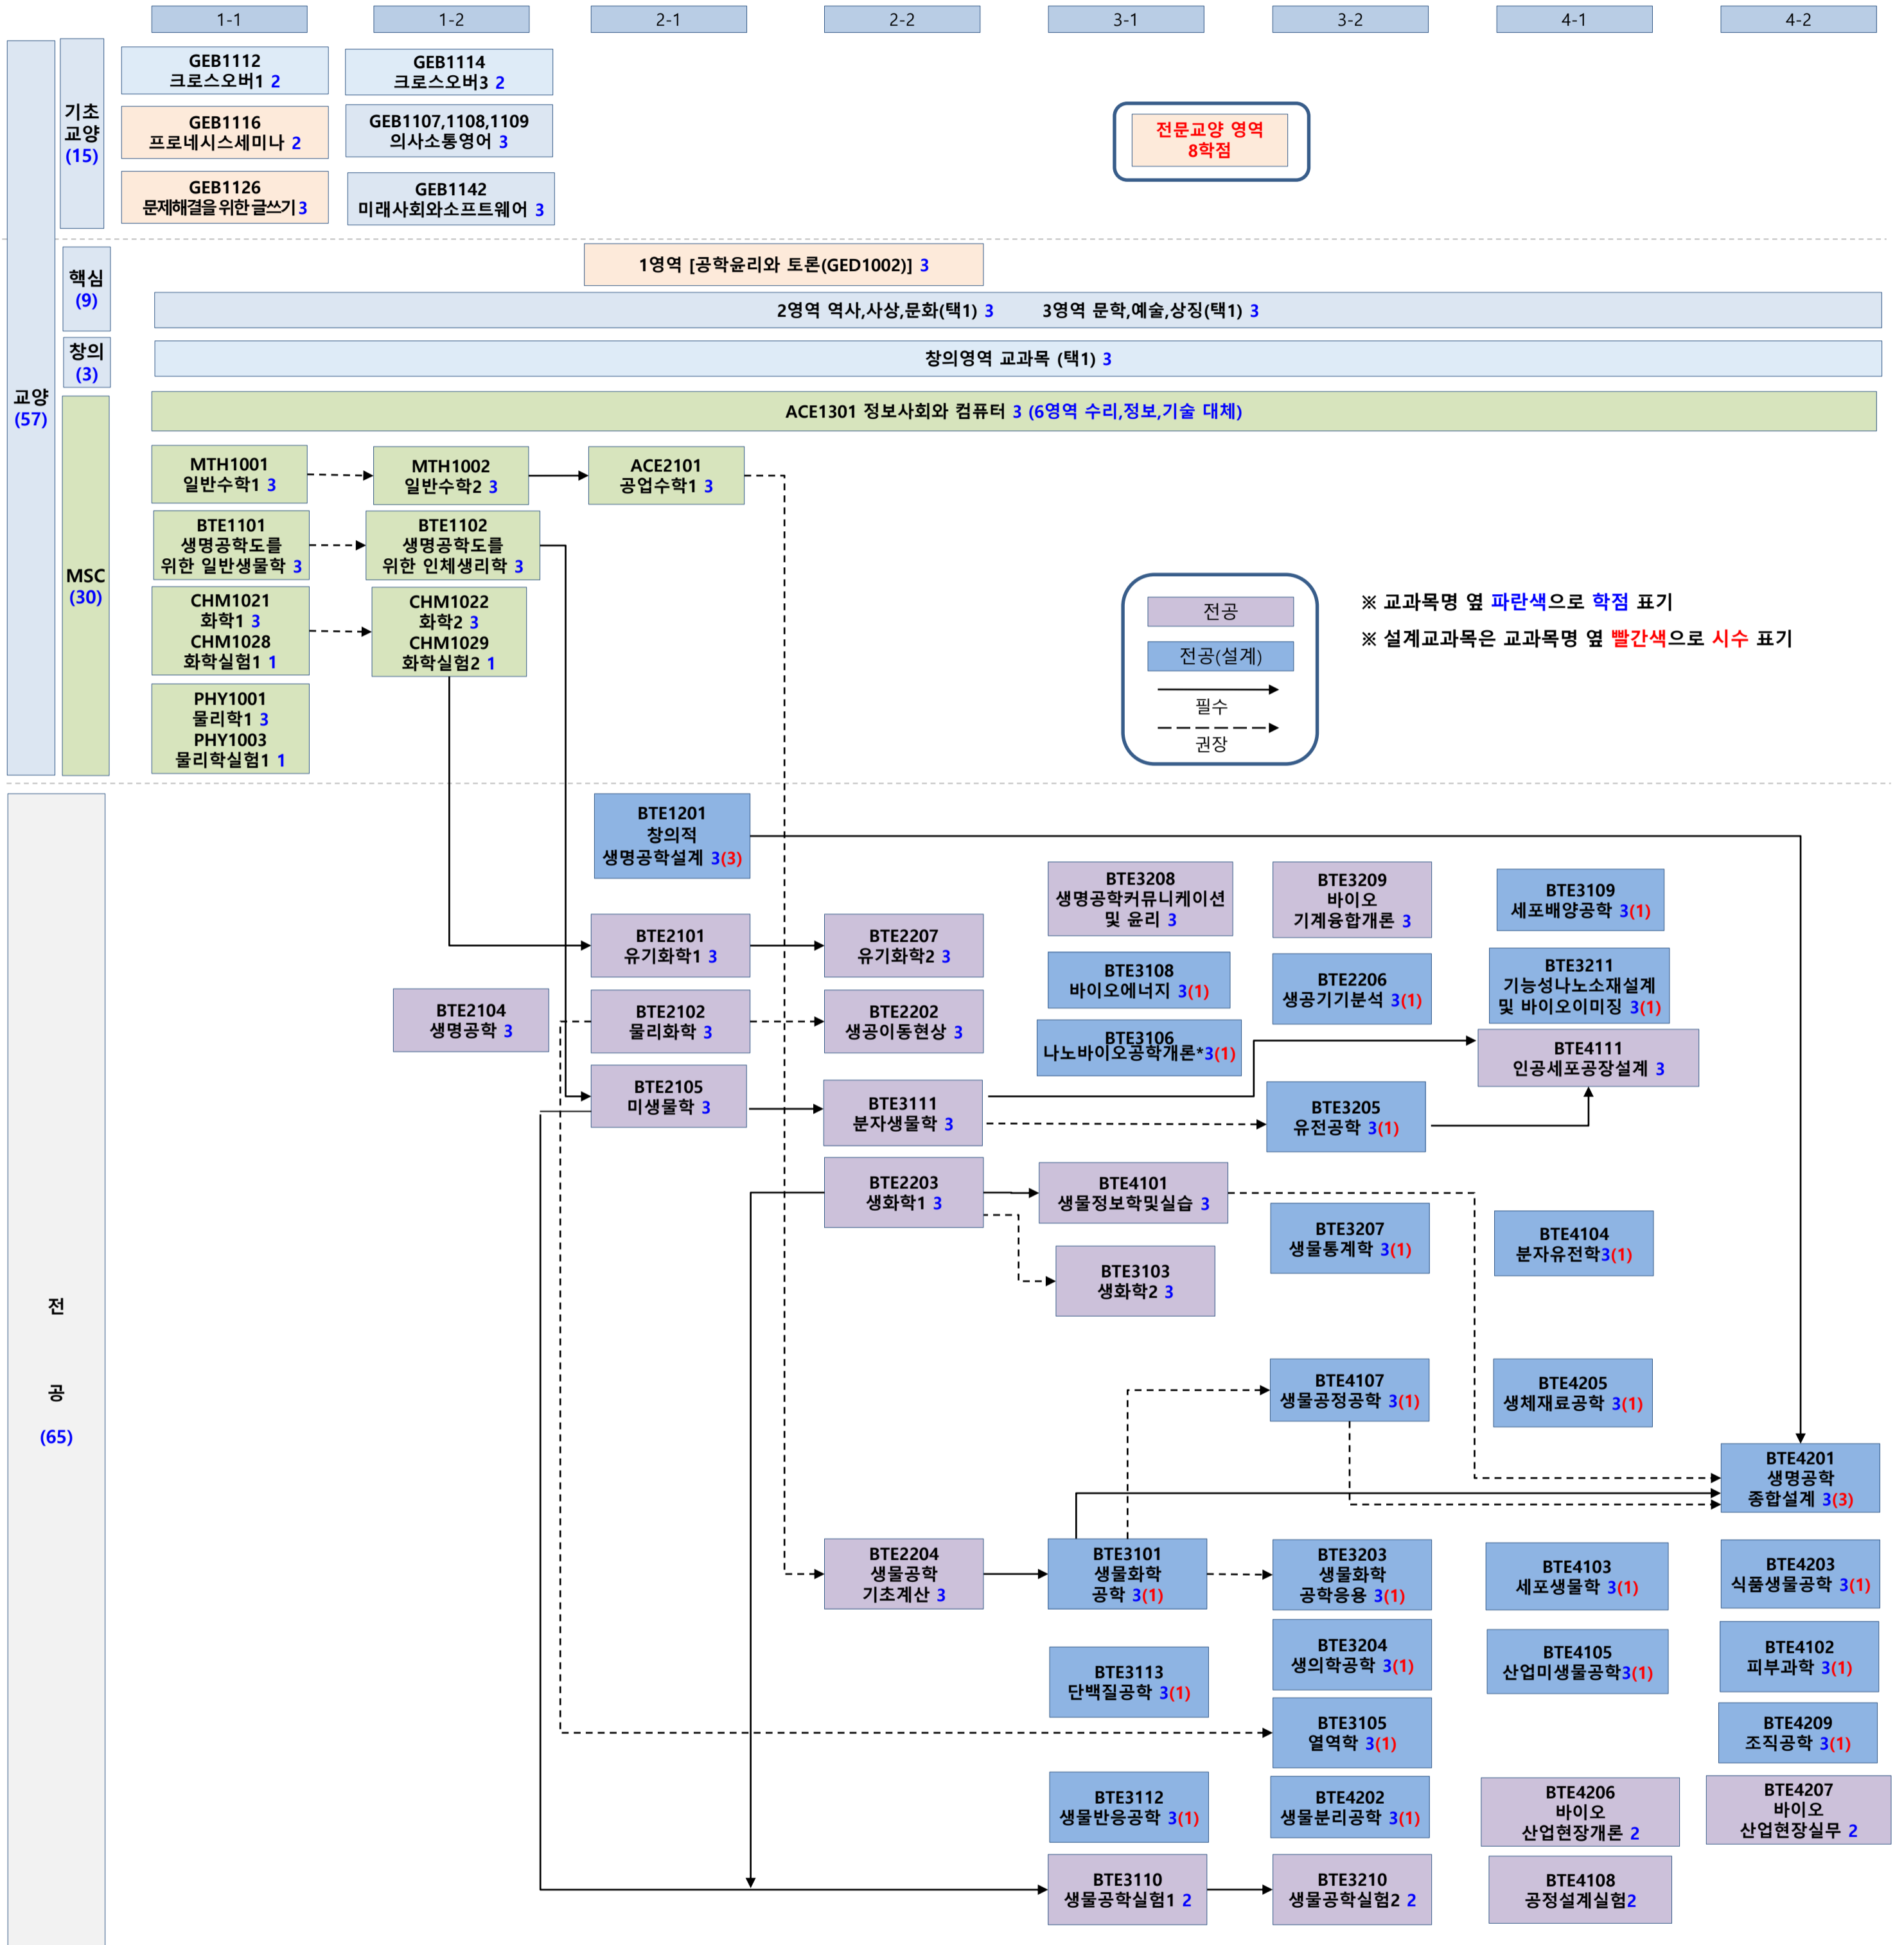 1-1
1-2
2-1
2-2
3-1
3-2
4-1
4-2
교양
(57)
기초
교양
(15)
GEB1112
크로스오버1 2
GEB1114
크로스오버3 2
GEB1116
프로네시스세미나 2
GEB1107,1108,1109
의사소통영어 3
GEB1126
문제해결을 위한 글쓰기 3
GEB1142
미래사회와소프트웨어 3
전문교양 영역
8학점
핵심
(9)
1영역 [공학윤리와 토론(GED1002)] 3
2영역 역사,사상,문화(택1) 3 3영역 문학,예술,상징(택1) 3
창의
(3)
창의영역 교과목 (택1) 3
MSC
(30)
ACE1301 정보사회와 컴퓨터 3 (6영역 수리,정보,기술 대체)
MTH1001
일반수학1 3
MTH1002
일반수학2 3
ACE2101
공업수학1 3
BTE1101
생명공학도를
위한 일반생물학 3
BTE1102
생명공학도를
위한 인체생리학 3
CHM1021
화학1 3
CHM1028
화학실험1 1
CHM1022
화학2 3
CHM1029
화학실험2 1
PHY1001
물리학1 3
PHY1003
물리학실험1 1
전공
전공(설계)
필수
권장
※ 교과목명 옆 파란색으로 학점 표기
※ 설계교과목은 교과목명 옆 빨간색으로 시수 표기
전
공
(65)
BTE1201
창의적
생명공학설계 3(3)
BTE3208
생명공학커뮤니케이션
및 윤리 3
BTE3209
바이오
기계융합개론 3
BTE3109
세포배양공학 3(1)
BTE2101
유기화학1 3
BTE2207
유기화학2 3
BTE3108
바이오에너지 3(1)
BTE2206
생공기기분석 3(1)
BTE3211
기능성나노소재설계
및 바이오이미징 3(1)
BTE2104
생명공학 3
BTE2102
물리화학 3
BTE2202
생공이동현상 3
BTE3106
나노바이오공학개론*3(1)
BTE4111
인공세포공장설계 3
BTE2105
미생물학 3
BTE3111
분자생물학 3
BTE3205
유전공학 3(1)
BTE2203
생화학1 3
BTE4101
생물정보학및실습 3
BTE3207
생물통계학 3(1)
BTE4104
분자유전학3(1)
BTE3103
생화학2 3
BTE4107
생물공정공학 3(1)
BTE4205
생체재료공학 3(1)
BTE4201
생명공학
종합설계 3(3)
BTE2204
생물공학
기초계산 3
BTE3101
생물화학
공학 3(1)
BTE3203
생물화학
공학응용 3(1)
BTE4103
세포생물학 3(1)
BTE4203
식품생물공학 3(1)
BTE3113
단백질공학 3(1)
BTE3204
생의학공학 3(1)
BTE4105
산업미생물공학3(1)
BTE4102
피부과학 3(1)
BTE3105
열역학 3(1)
BTE4209
조직공학 3(1)
BTE3112
생물반응공학 3(1)
BTE4202
생물분리공학 3(1)
BTE4206
바이오
산업현장개론 2
BTE4207
바이오
산업현장실무 2
BTE3110
생물공학실험1 2
BTE3210
생물공학실험2 2
BTE4108
공정설계실험2